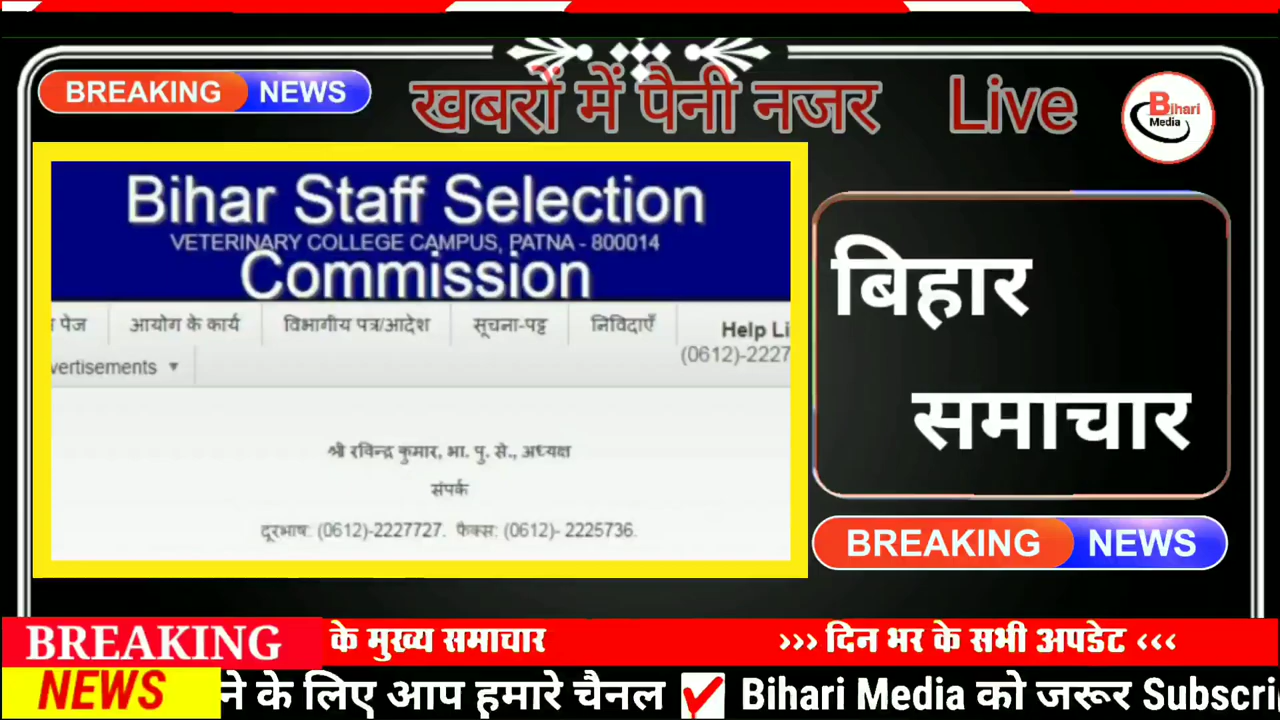 BREAKING NEWS
खबरों में पैनी नजर Live
Bihari
Media
Bihar Staff Selection
VETERINARY COLLEGE CAMPUS, PATNA - 800014
Commission
पेज आयोग के कार्य विभागीय पत्र/आदेश सूचना-पट्ट निविदाएँ Help Li
(0612)-2227
vertisements
श्री रविन्द्र कुमार, भा. पु. से., अध्यक्ष
संपर्क
दूरभाष: (0612)-2227727. फैक्स: (0612)- 2225736.
बिहार
समाचार
BREAKING NEWS
BREAKING
NEWS
के मुख्य समाचार >>> दिन भर के सभी अपडेट <<<
ने के लिए आप हमारे चैनल Bihari Media को जरूर Subscri